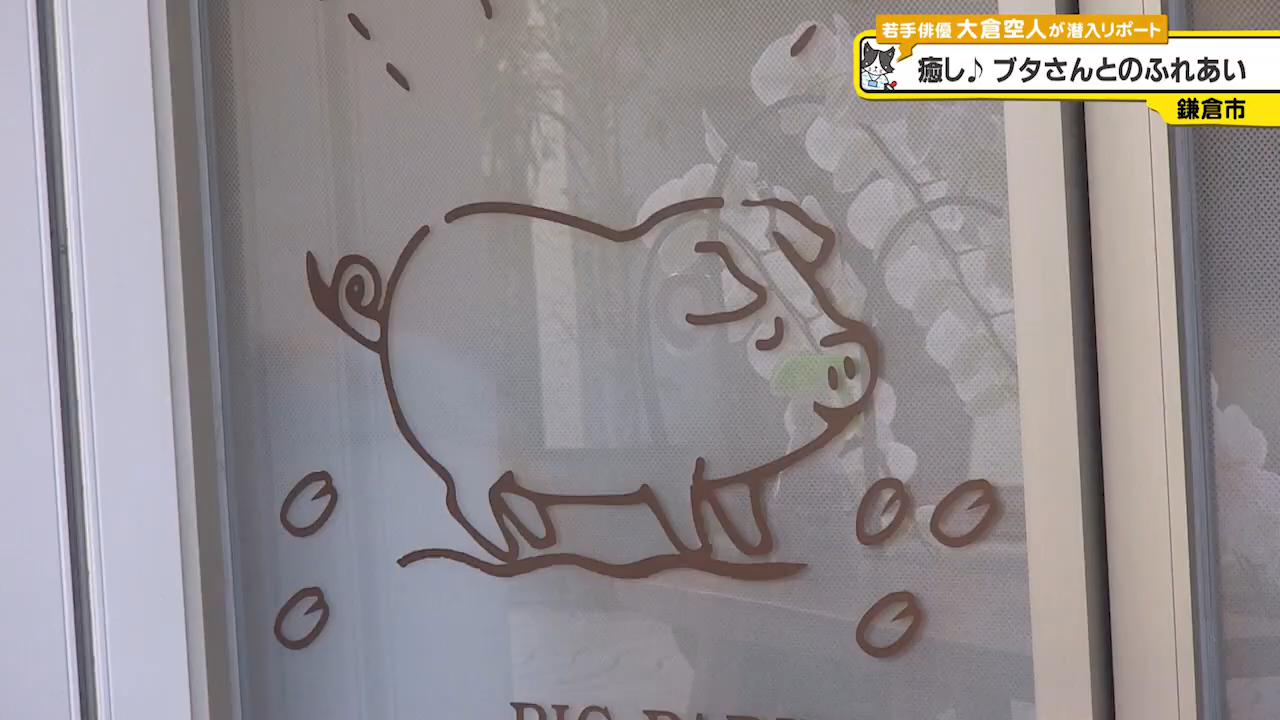 若手俳優 大倉空人が潜入リポート
癒し♪ ブタさんとのふれあい
鎌倉市